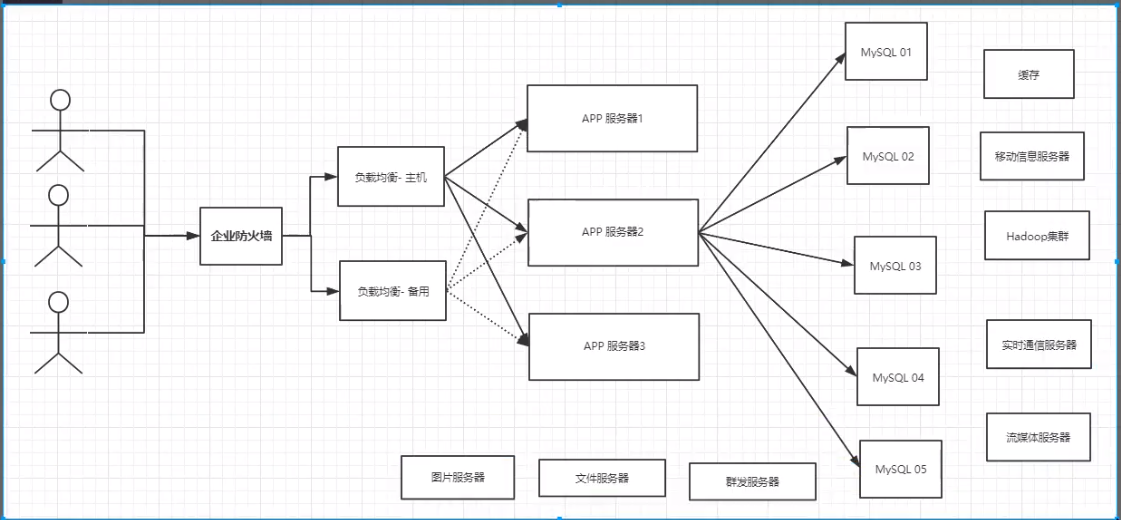 企业防火墙
负载均衡- 主机
负载均衡- 备用
APP 服务器1
APP 服务器2
APP 服务器3
MySQL 01
MySQL 02
MySQL 03
MySQL 04
MySQL 05
缓存
移动信息服务器
Hadoop集群
实时通信服务器
流媒体服务器
图片服务器
文件服务器
群发服务器